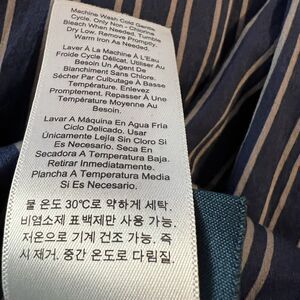 Machine Wash Cold Gentle
Cycle. Only Non - Chlorine
Bleach When Needed. Tumble
Dry Low. Remove Promptly.
Warm Iron As Needed.
Laver À La Machine À L'Eau
Froide Cycle Délicat. Utiliser Au
Besoin Un Agent De
Blanchiment Sans Chlore.
Sécher Par Culbutage À Basse
Température. Enlever
Promptement. Repasser À Une
Température Moyenne Au
Besoin.
Lavar A Máquina En Agua Fria
Ciclo Delicado. Usar
Únicamente Lejía Sin Cloro Si
Es Necesario. Seca En
Secadora A Temperatura Baja.
Retirar Inmediatamente.
Plancha A Temperatura Media
Si Es Necesario.
물 온도 30℃로 약하게 세탁.
비염소제 표백제만 사용 가능.
저온으로 기계 건조 가능. 즉
시 제거. 중간 온도로 다림질.